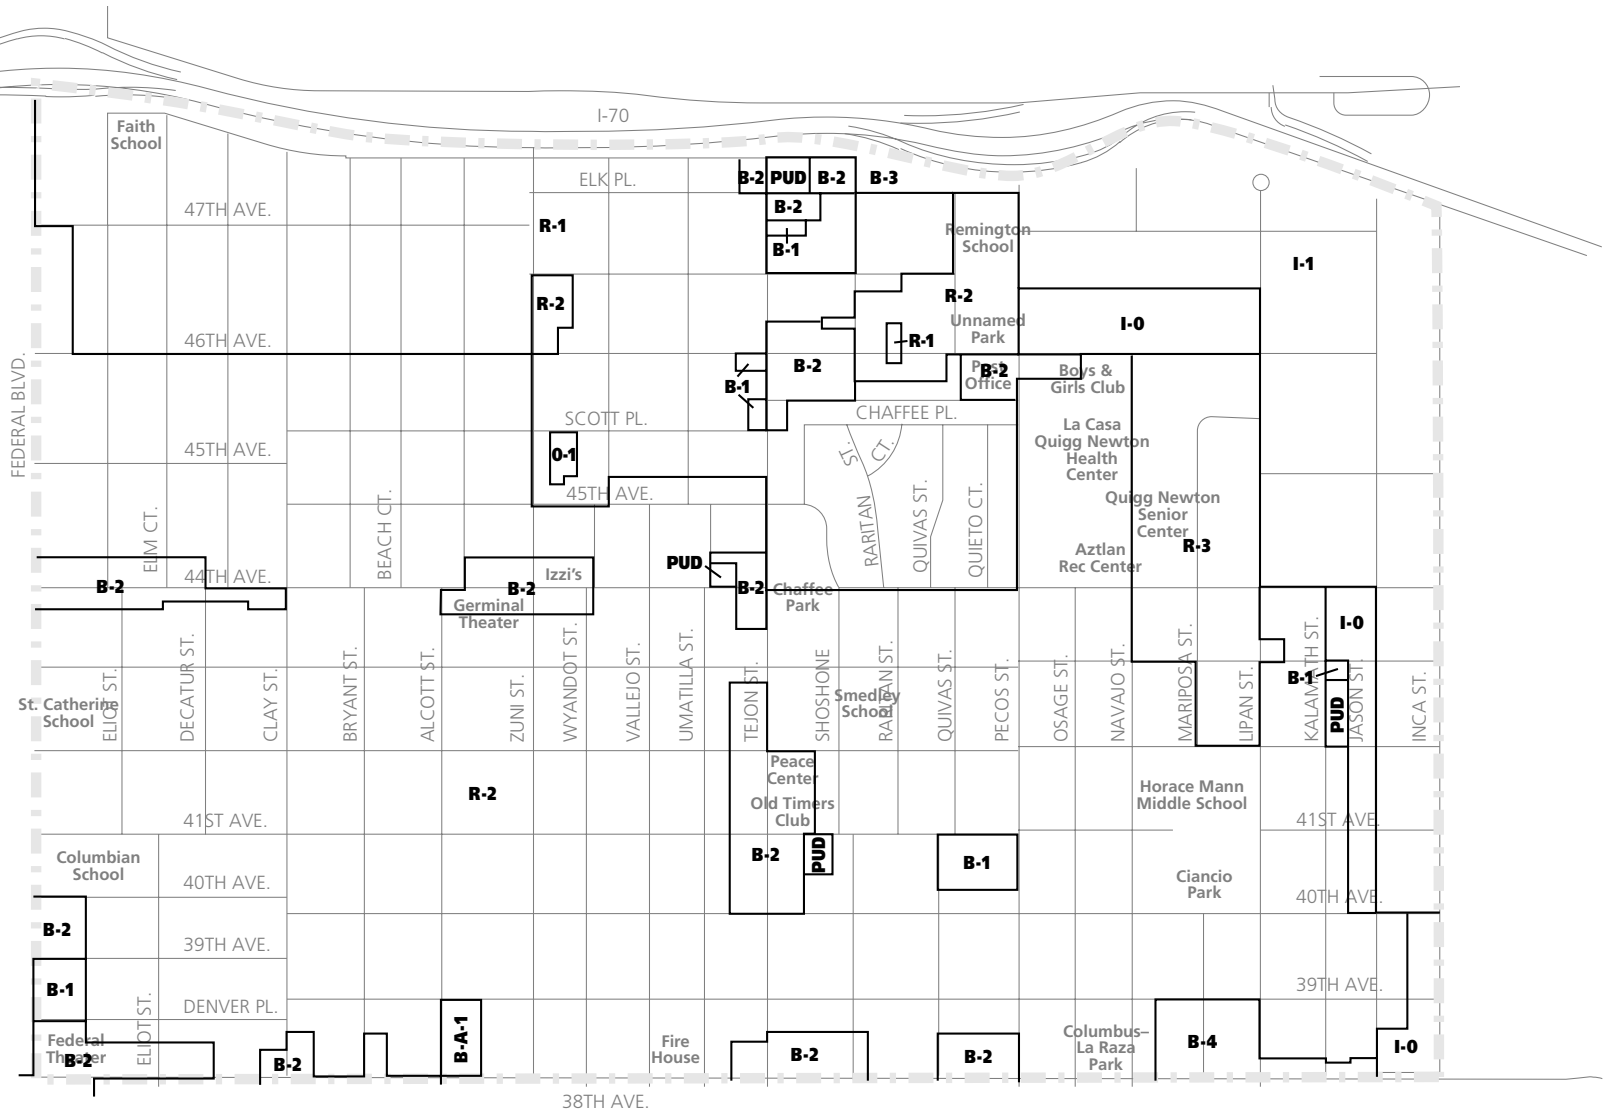 I-70
Faith
School
ELK PL.
B-2
PUD
B-2
B-3
47TH AVE.
R-1
B-2
B-1
Remington
School
I-1
R-2
R-2
Unnamed
Park
I-0
46TH AVE.
R-1
B-2
B-1
Post
Office
B-2
Boys &
Girls Club
FEDERAL BLVD.
SCOTT PL.
CHAFFEE PL.
La Casa
Quigg Newton
Health
Center
45TH AVE.
O-1
45TH AVE.
RARITAN
ST.
CT.
QUIVAS ST.
QUIETO CT.
Quigg Newton
Senior
Center
R-3
Aztlan
Rec Center
ELM CT.
BEACH CT.
44TH AVE.
B-2
B-2
Izzi's
Germinal
Theater
PUD
B-2
Chaffee
Park
I-0
B-1
PUD
St. Catherine
School
ELIOT ST.
DECATUR ST.
CLAY ST.
BRYANT ST.
ALCOTT ST.
ZUNI ST.
WYANDOT ST.
VALLEJO ST.
UMATILLA ST.
TEJON ST.
SHOSHONE
Smedley
School
RARITAN ST.
QUIVAS ST.
PECOS ST.
OSAGE ST.
NAVAJO ST.
MARIPOSA ST.
LIPAN ST.
KALAMATH ST.
JASON ST.
INCA ST.
Peace
Center
R-2
Old Timers
Club
Horace Mann
Middle School
41ST AVE.
41ST AVE.
B-2
PUD
B-1
Columbian
School
40TH AVE.
Ciancio
Park
40TH AVE.
B-2
39TH AVE.
B-1
39TH AVE.
DENVER PL.
ELIOT ST.
Federal
Theater
B-2
B-2
B-A-1
Fire
House
B-2
B-2
Columbus–
La Raza
Park
B-4
I-0
38TH AVE.